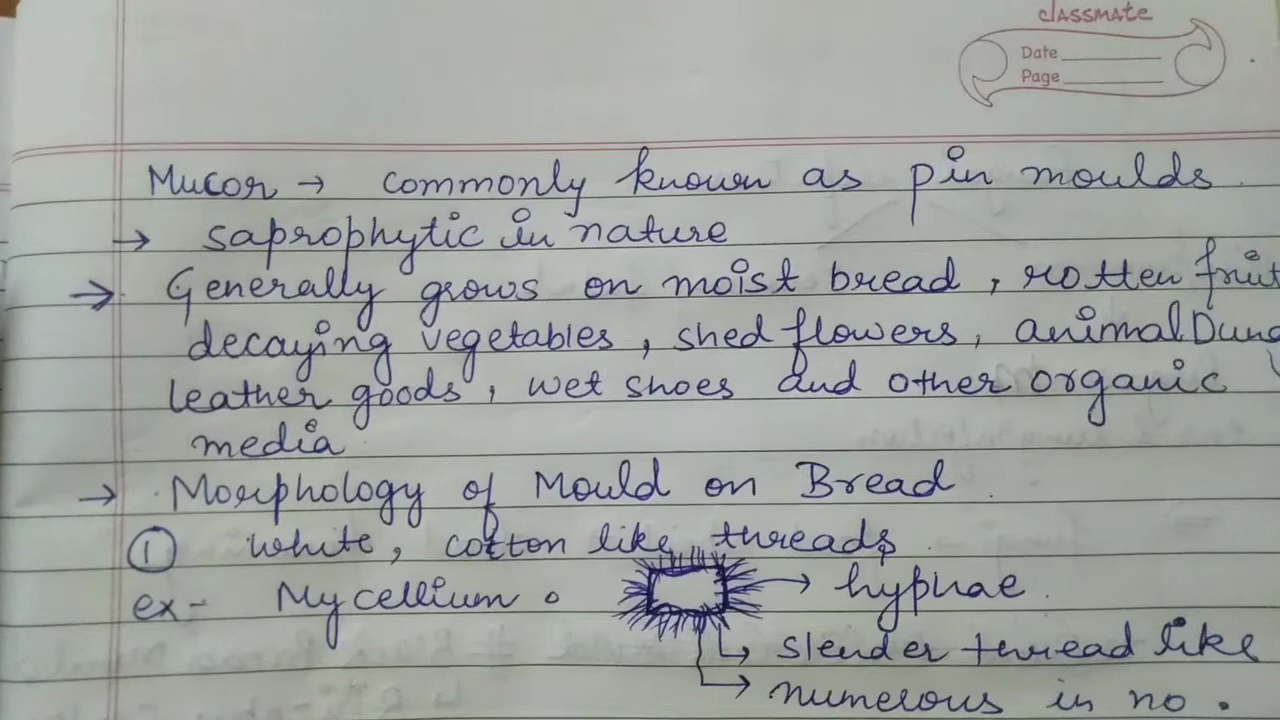 classmate
Date
Page
Mucor → commonly known as pin moulds
→ saprophytic in nature
→ Generally grows on moist bread, rotten fruit
decaying vegetables, shed flowers, animal Dung
leather goods, wet shoes and other organic
media
→ Morphology of Mould on Bread.
① White, cotton like threads.
ex- Mycellium.
→ hyphae.
→ slender thread like
→ numerous in no.